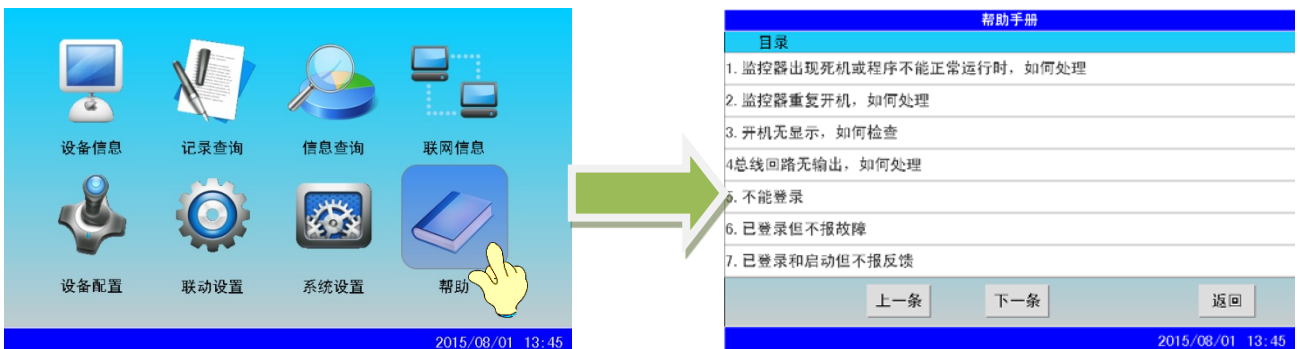 设备信息 记录查询 信息查询 联网信息
设备配置 联动设置 系统设置 帮助
2015/08/01 13:45
帮助手册
目录
1. 监控器出现死机或程序不能正常运行时，如何处理
2. 监控器重复开机，如何处理
3. 开机无显示，如何检查
4总线回路无输出，如何处理
5. 不能登录
6. 已登录但不报故障
7. 已登录和启动但不报反馈
上一条 下一条 返回
2015/08/01 13:45